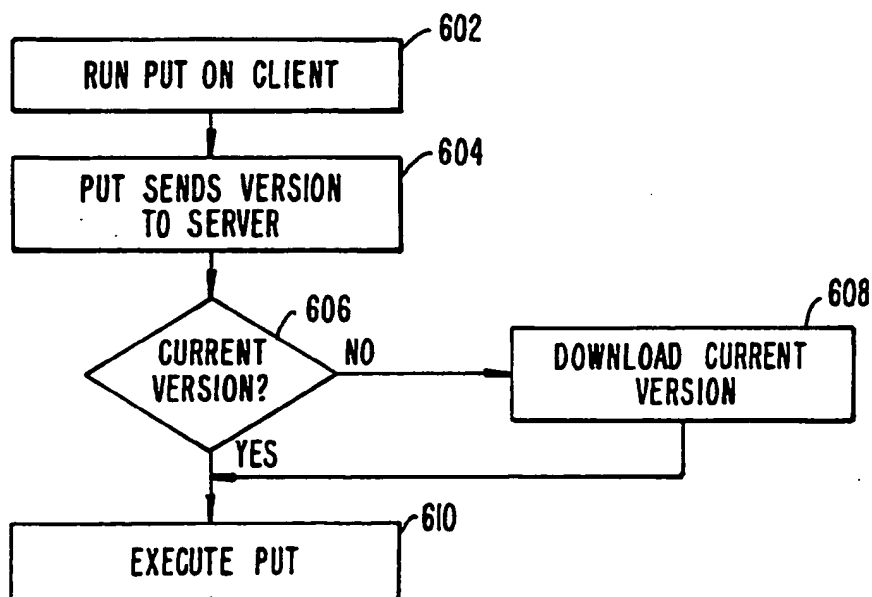 602
RUN PUT ON CLIENT
604
PUT SENDS VERSION
TO SERVER
606
CURRENT
VERSION?
NO
608
DOWNLOAD CURRENT
VERSION
YES
610
EXECUTE PUT